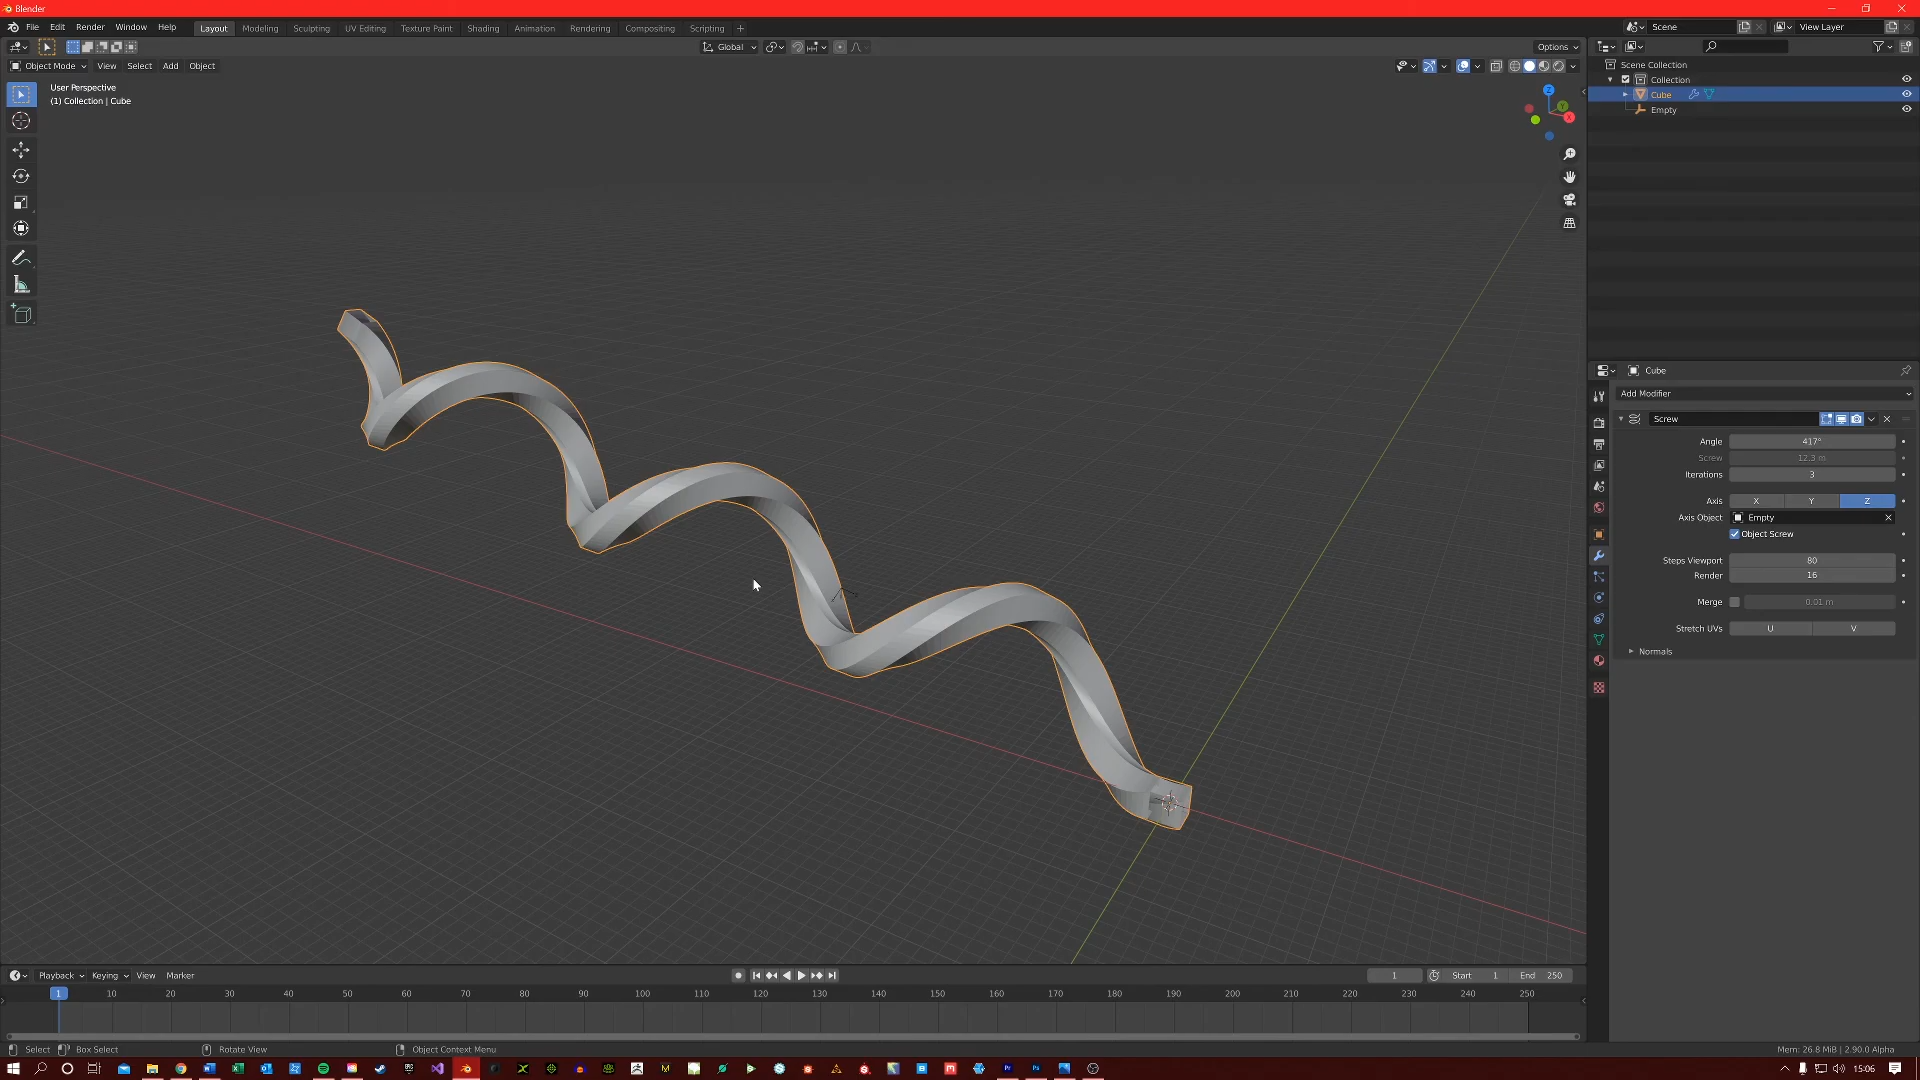 Blender
File Edit Render Window Help Layout Modeling Sculpting UV Editing Texture Paint Shading Animation Rendering Compositing Scripting + Scene View Layer
Global Options
Object Mode View Select Add Object
User Perspective
(1) Collection | Cube
Z
Y
X
Scene Collection
Collection
Cube
Empty
Cube
Add Modifier
Screw
Angle 417°
Screw 12.3 m
Iterations 3
Axis X Y Z
Axis Object Empty
Object Screw
Steps Viewport 80
Render 16
Merge 0.01 m
Stretch UVs U V
Normals
Playback Keying View Marker 1 Start 1 End 250
1 10 20 30 40 50 60 70 80 90 100 110 120 130 140 150 160 170 180 190 200 210 220 230 240 250
Select Box Select Rotate View Object Context Menu Mem: 26.8 MiB | 2.90.0 Alpha
15:06